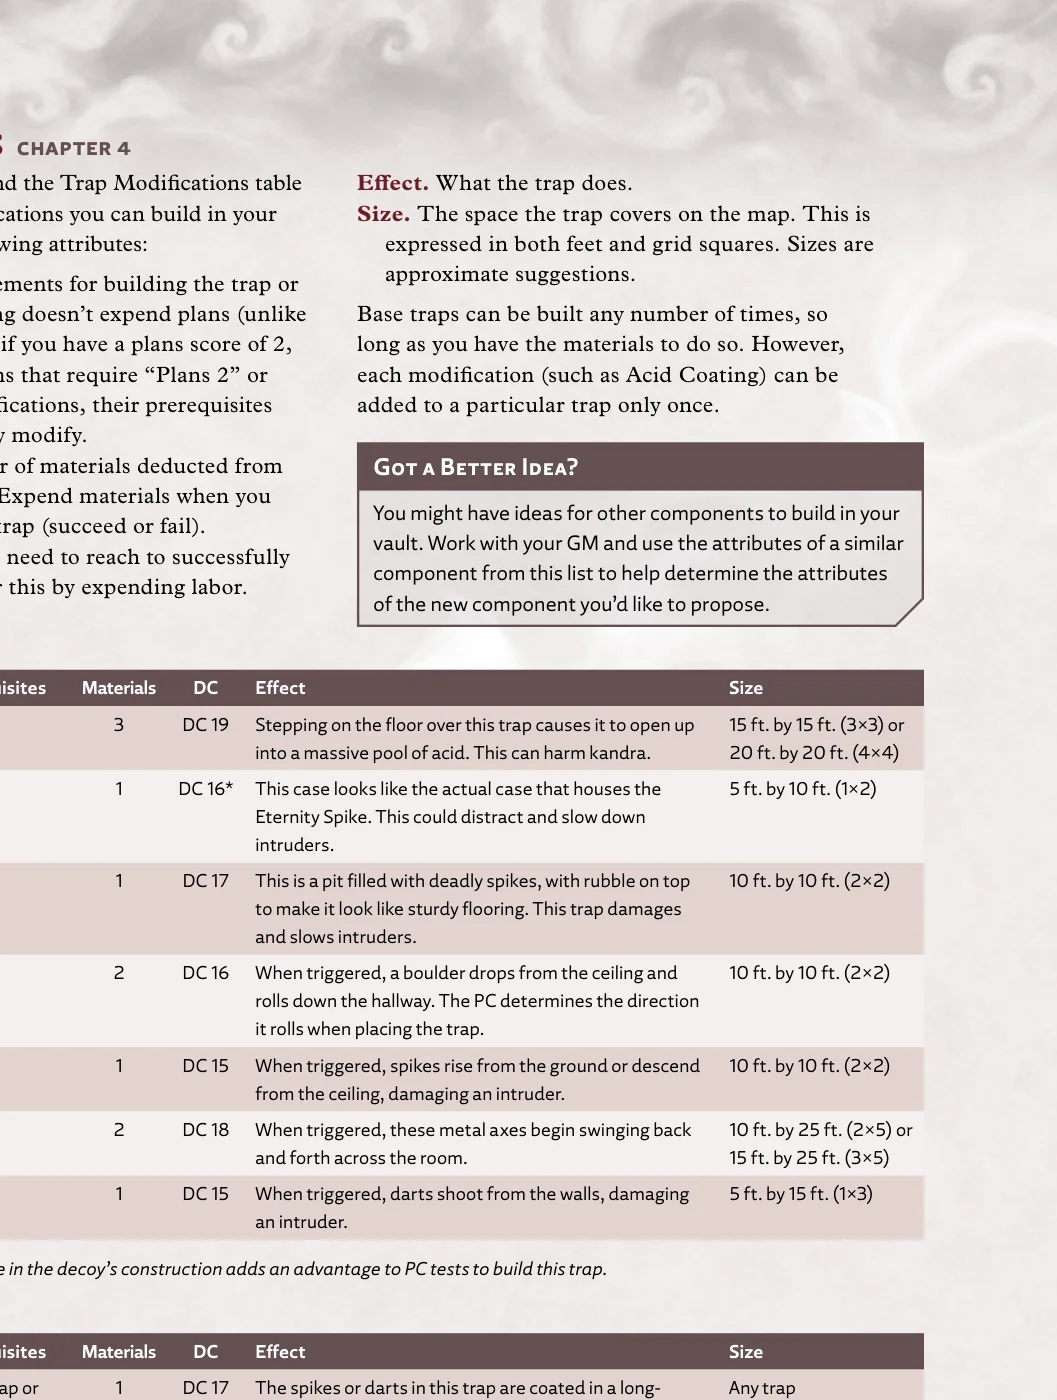 CHAPTER 4
nd the Trap Modifications table
cations you can build in your
wing attributes:
ements for building the trap or
ng doesn’t expend plans (unlike
if you have a plans score of 2,
ns that require “Plans 2” or
fications, their prerequisites
y modify.
r of materials deducted from
Expend materials when you
trap (succeed or fail).
need to reach to successfully
r this by expending labor.
Effect. What the trap does.
Size. The space the trap covers on the map. This is
expressed in both feet and grid squares. Sizes are
approximate suggestions.
Base traps can be built any number of times, so
long as you have the materials to do so. However,
each modification (such as Acid Coating) can be
added to a particular trap only once.
Got a Better Idea?
You might have ideas for other components to build in your
vault. Work with your GM and use the attributes of a similar
component from this list to help determine the attributes
of the new component you’d like to propose.
uisites Materials DC Effect Size
3 DC 19 Stepping on the floor over this trap causes it to open up 15 ft. by 15 ft. (3×3) or
into a massive pool of acid. This can harm kandra. 20 ft. by 20 ft. (4×4)
1 DC 16* This case looks like the actual case that houses the 5 ft. by 10 ft. (1×2)
Eternity Spike. This could distract and slow down
intruders.
1 DC 17 This is a pit filled with deadly spikes, with rubble on top 10 ft. by 10 ft. (2×2)
to make it look like sturdy flooring. This trap damages
and slows intruders.
2 DC 16 When triggered, a boulder drops from the ceiling and 10 ft. by 10 ft. (2×2)
rolls down the hallway. The PC determines the direction
it rolls when placing the trap.
1 DC 15 When triggered, spikes rise from the ground or descend 10 ft. by 10 ft. (2×2)
from the ceiling, damaging an intruder.
2 DC 18 When triggered, these metal axes begin swinging back 10 ft. by 25 ft. (2×5) or
and forth across the room. 15 ft. by 25 ft. (3×5)
1 DC 15 When triggered, darts shoot from the walls, damaging 5 ft. by 15 ft. (1×3)
an intruder.
e in the decoy’s construction adds an advantage to PC tests to build this trap.
uisites Materials DC Effect Size
rap or 1 DC 17 The spikes or darts in this trap are coated in a long- Any trap